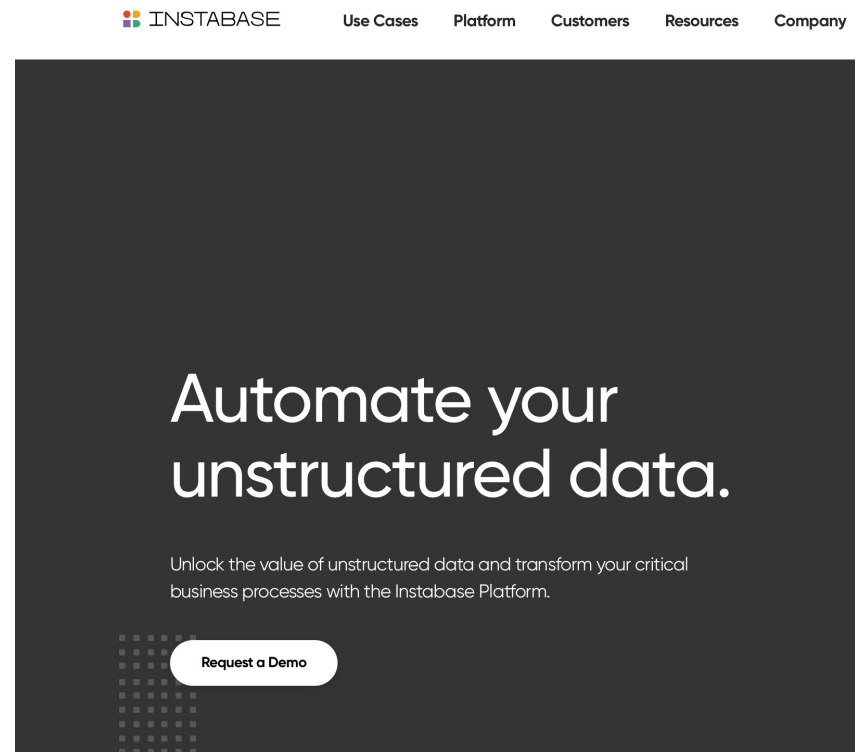 INSTABASE
Use Cases Platform Customers Resources Company
Automate your
unstructured data.
Unlock the value of unstructured data and transform your critical
business processes with the Instabase Platform.
Request a Demo